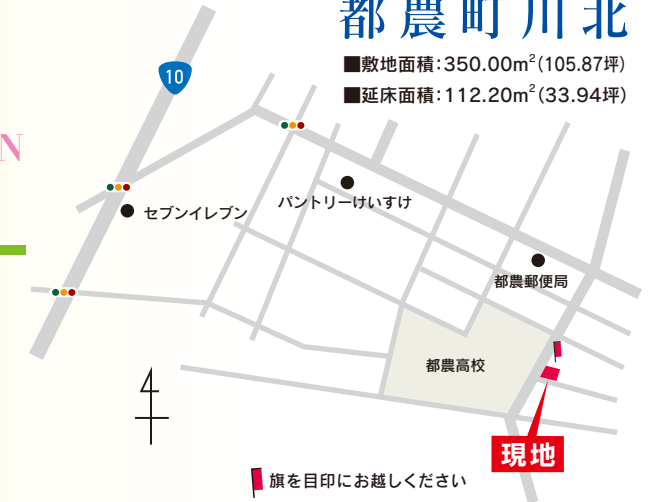 都農町川北
■敷地面積：350.00m²（105.87坪）
■延床面積：112.20m²（33.94坪）
10
N
セブンイレブン
パントリーけいすけ
都農郵便局
都農高校
現地
旗を目印にお越しください